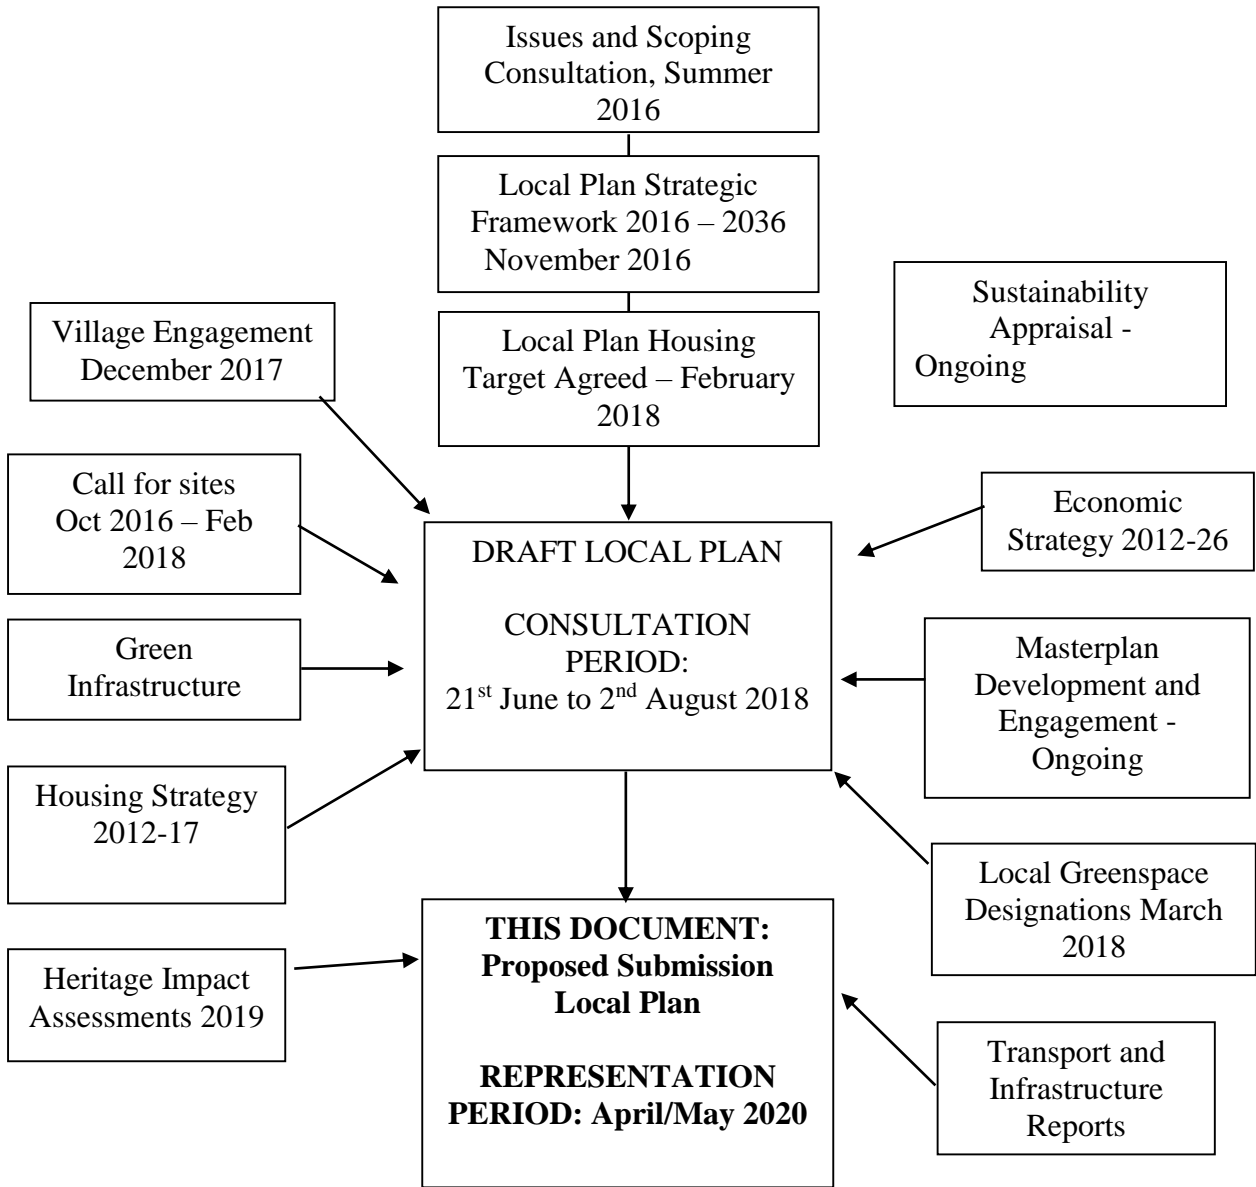 Issues and Scoping
Consultation, Summer
2016
Local Plan Strategic
Framework 2016 – 2036
November 2016
Sustainability
Appraisal -
Ongoing
Village Engagement
December 2017
Local Plan Housing
Target Agreed – February
2018
Call for sites
Oct 2016 – Feb
2018
Economic
Strategy 2012-26
DRAFT LOCAL PLAN
CONSULTATION
PERIOD:
21st June to 2nd August 2018
Green
Infrastructure
Masterplan
Development and
Engagement -
Ongoing
Housing Strategy
2012-17
Local Greenspace
Designations March
2018
THIS DOCUMENT:
Proposed Submission
Local Plan
REPRESENTATION
PERIOD: April/May 2020
Heritage Impact
Assessments 2019
Transport and
Infrastructure
Reports